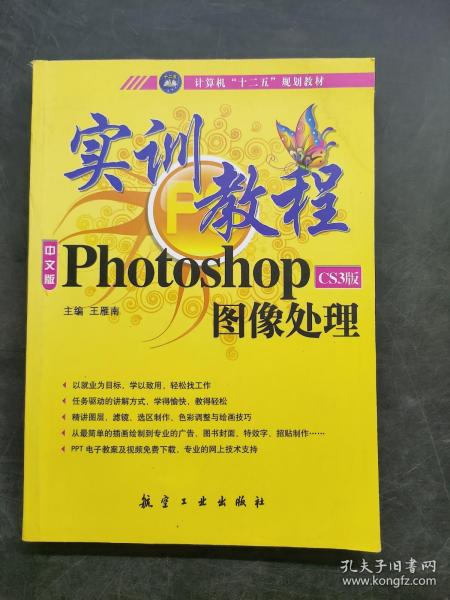 计算机“十二五”规划教材
实训
教程
中文版
Photoshop
CS3版
主编 王雁南
图像处理
以就业为目标，学以致用，轻松找工作
任务驱动的讲解方式，学得愉快，教得轻松
精讲图层、滤镜、选区制作、色彩调整与绘画技巧
从最简单的插画绘制到专业的广告、图书封面、特效字、招贴制作……
PPT电子教案及视频免费下载，专业的网上技术支持
航空工业出版社
孔夫子旧书网
www.kongfz.com